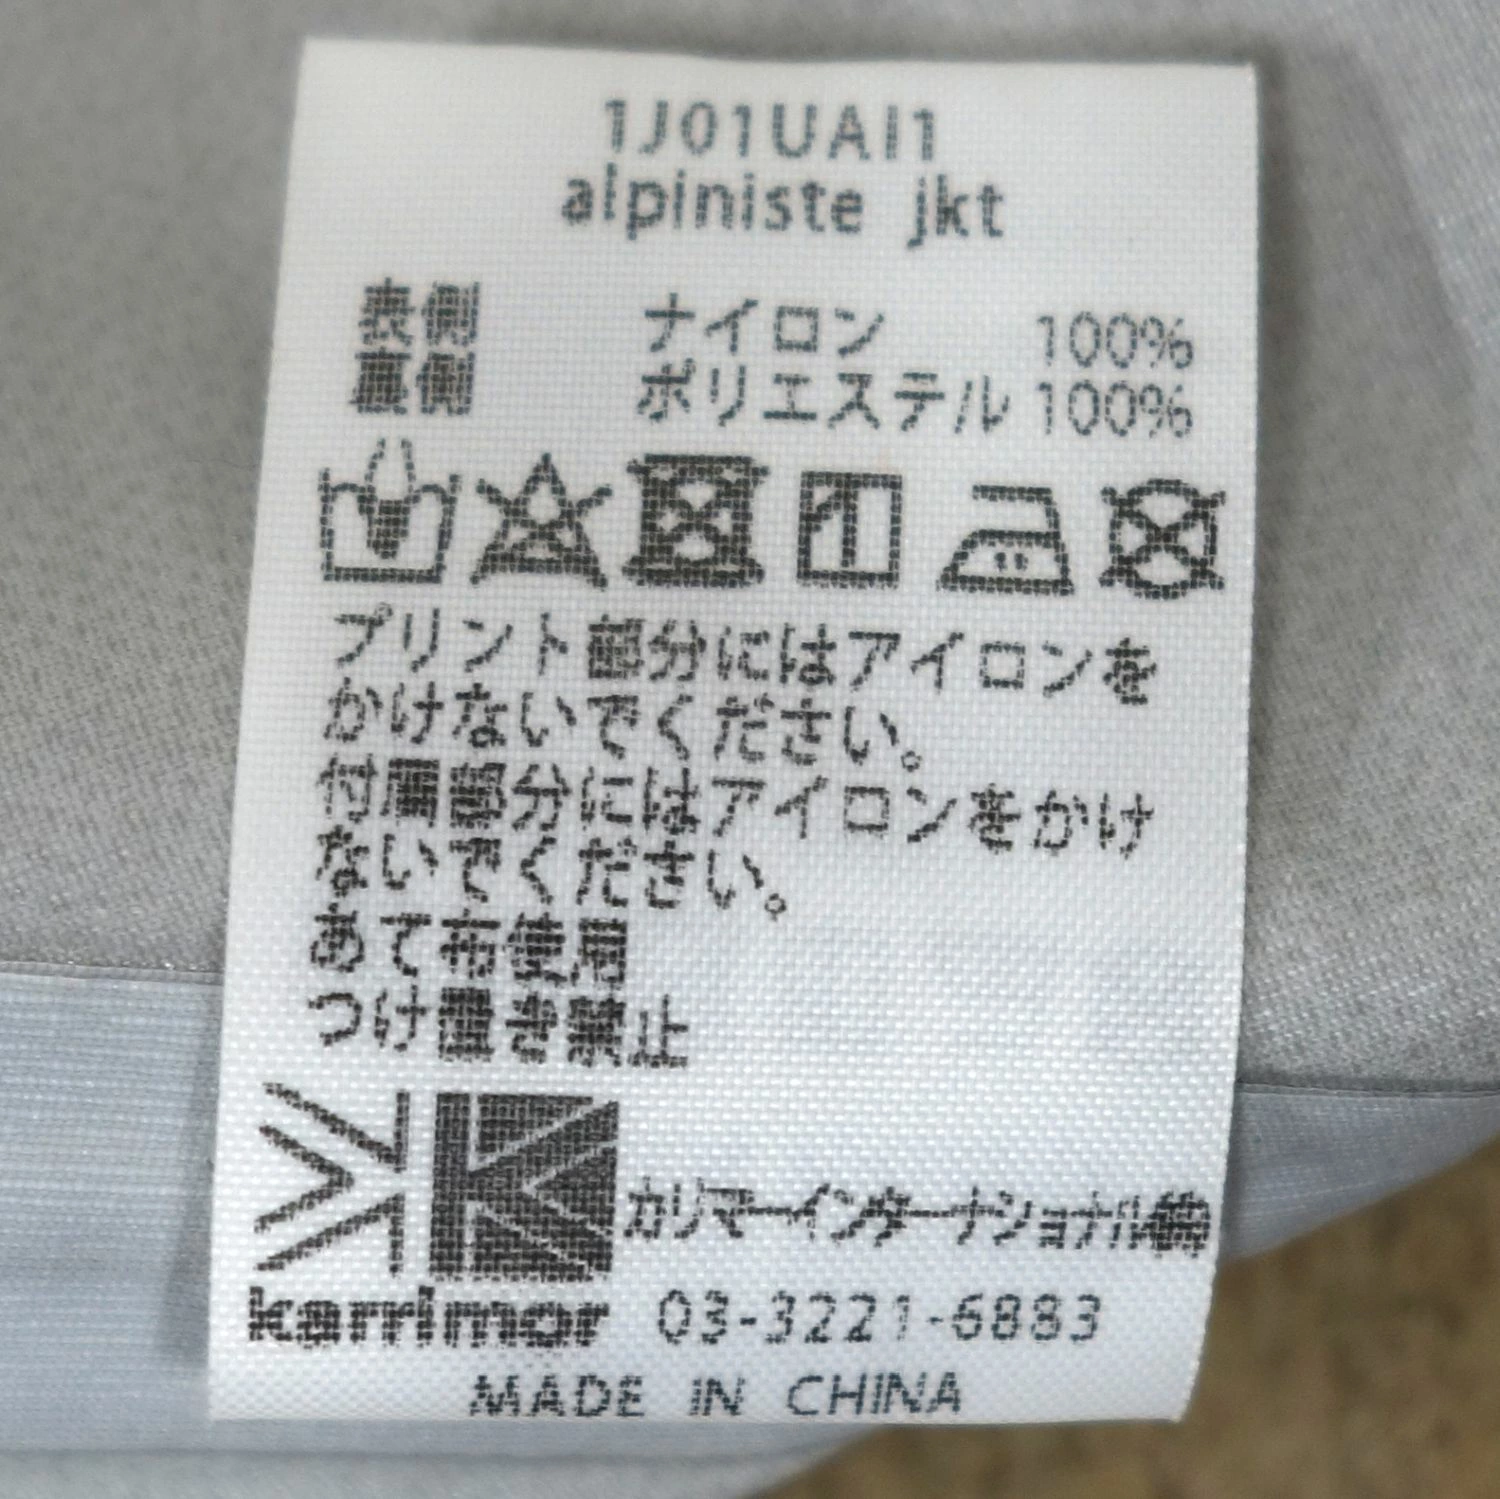 1J01UAI1
alpiniste jkt
表側 ナイロン 100%
裏側 ポリエステル 100%
プリント部分にはアイロンを
かけないでください。
付属部分にはアイロンをかけ
ないでください。
あて布使用
つけ置き禁止
カリマーインターナショナル㈱
karrimor 03-3221-6883
MADE IN CHINA